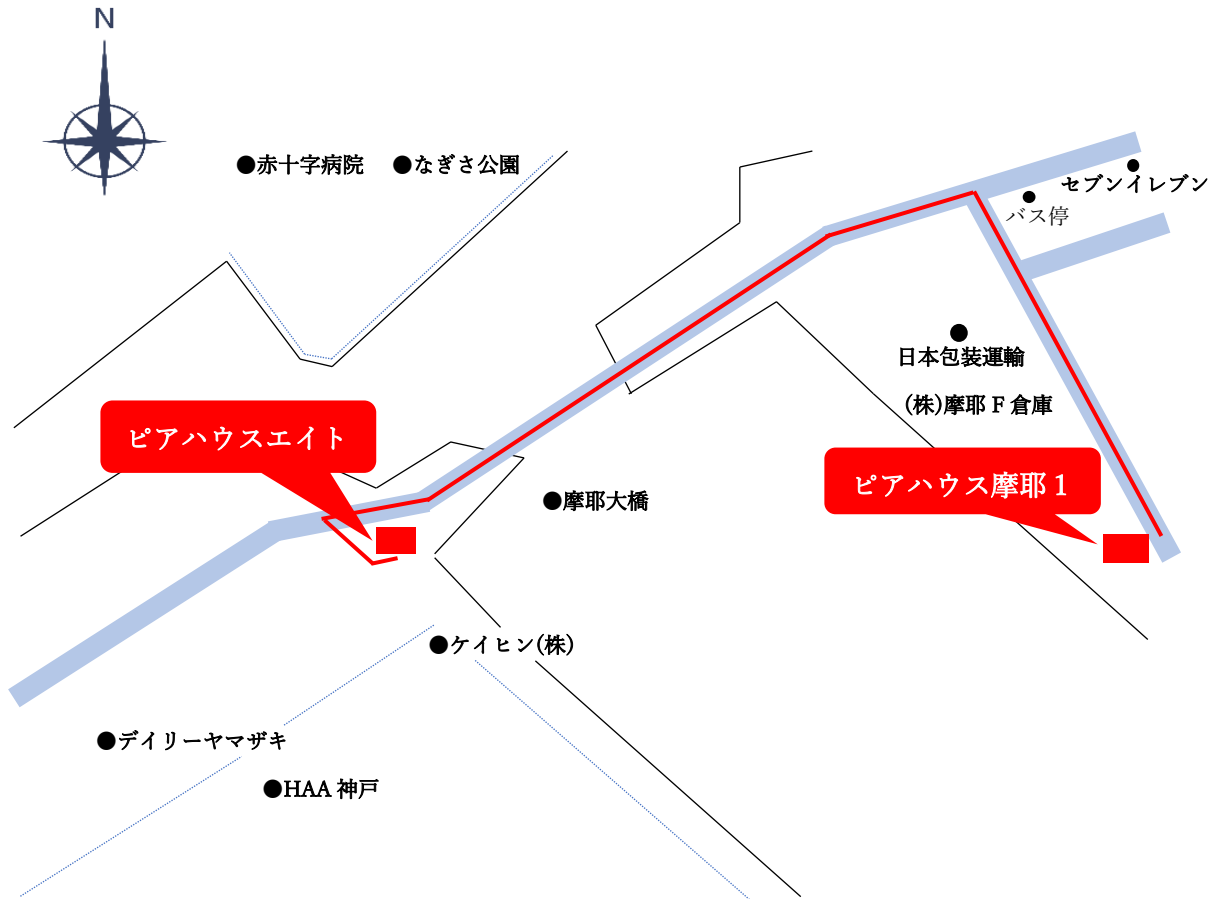 N
●赤十字病院 ●なぎさ公園
セブンイレブン
バス停
日本包装運輸
(株)摩耶F倉庫
ピアハウスエイト
ピアハウス摩耶1
●摩耶大橋
●ケイヒン(株)
●デイリーヤマザキ
●HAA神戸